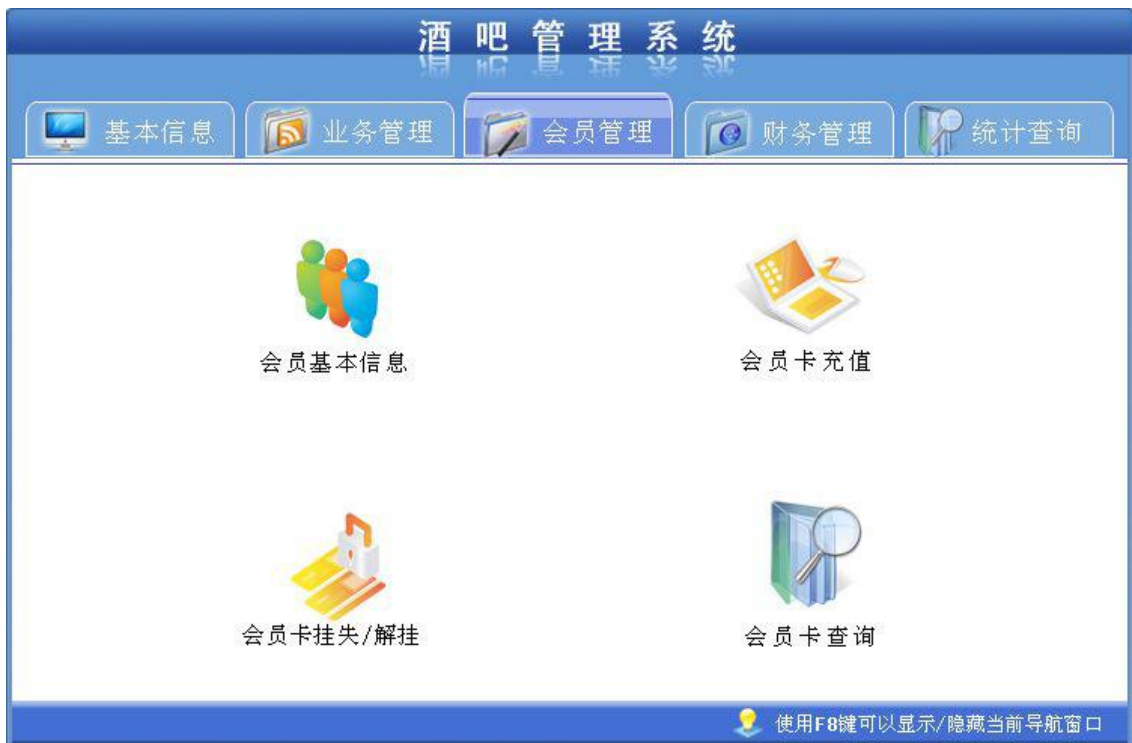 酒吧管理系统
基本信息 业务管理 会员管理 财务管理 统计查询
会员基本信息 会员卡充值
会员卡挂失/解挂 会员卡查询
使用F8键可以显示/隐藏当前导航窗口